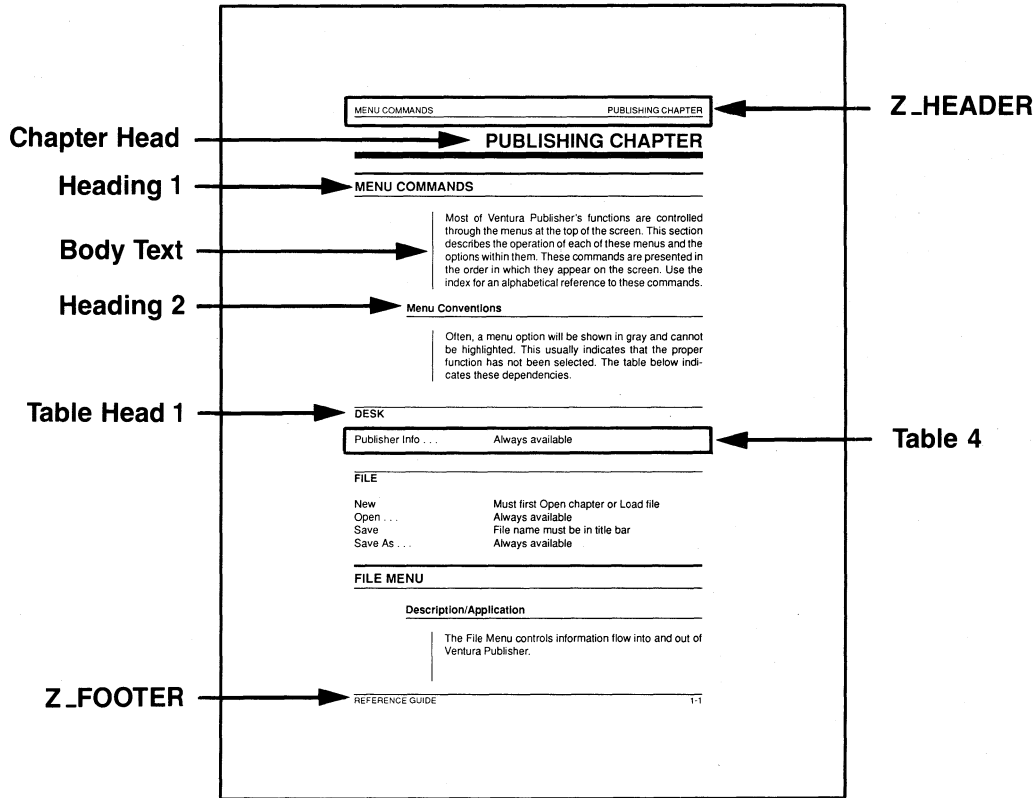 MENU COMMANDS PUBLISHING CHAPTER
Z_HEADER
Chapter Head
PUBLISHING CHAPTER
Heading 1
MENU COMMANDS
Most of Ventura Publisher's functions are controlled
through the menus at the top of the screen. This section
describes the operation of each of these menus and the
options within them. These commands are presented in
the order in which they appear on the screen. Use the
index for an alphabetical reference to these commands.
Body Text
Heading 2
Menu Conventions
Often, a menu option will be shown in gray and cannot
be highlighted. This usually indicates that the proper
function has not been selected. The table below indi-
cates these dependencies.
Table Head 1
DESK
Publisher Info . . . Always available
Table 4
FILE
New Must first Open chapter or Load file
Open . . . Always available
Save File name must be in title bar
Save As . . . Always available
FILE MENU
Description/Application
The File Menu controls information flow into and out of
Ventura Publisher.
Z_FOOTER
REFERENCE GUIDE 1-1